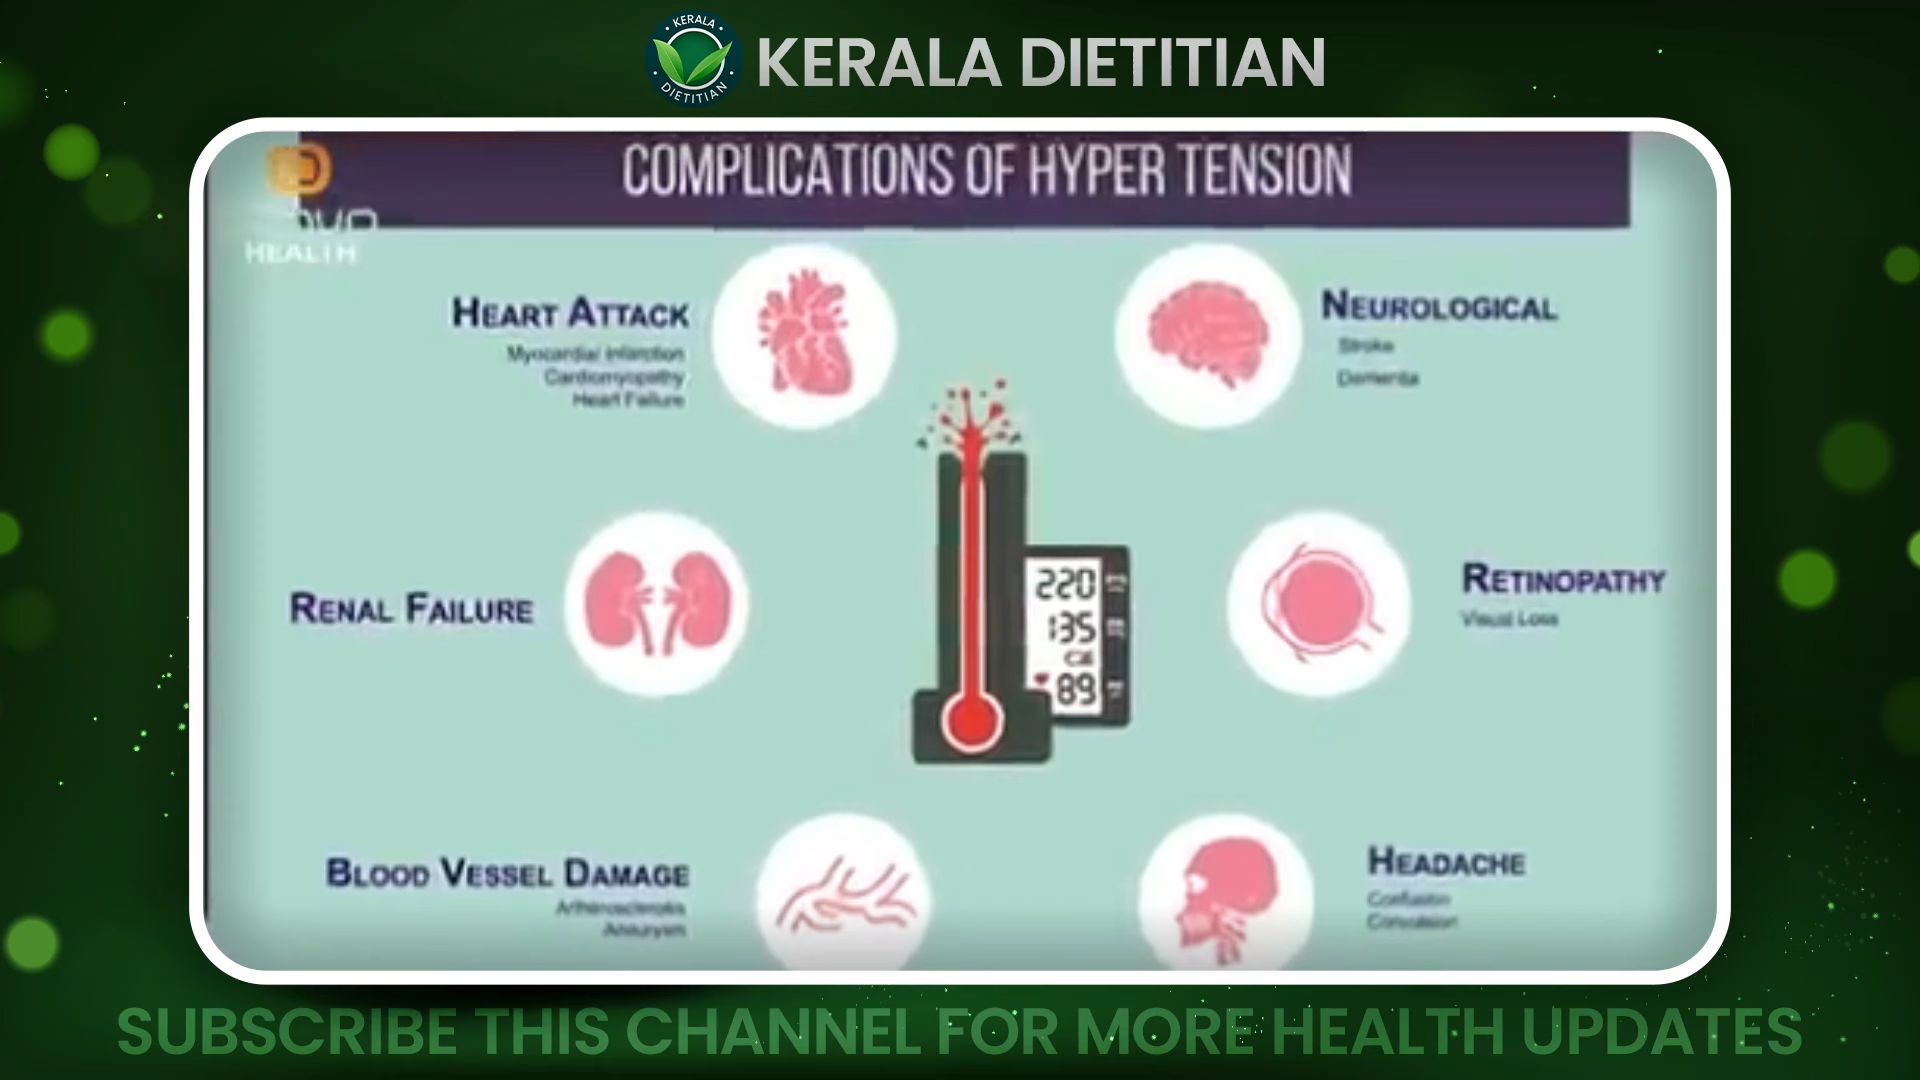 KERALA
DIETITIAN
KERALA DIETITIAN
COMPLICATIONS OF HYPER TENSION
HEALTH
HEART ATTACK
Myocardial Infarction
Cardiomyopathy
Heart Failure
NEUROLOGICAL
Stroke
Dementia
RENAL FAILURE
220
135
89
RETINOPATHY
Visual Loss
BLOOD VESSEL DAMAGE
Aneurysm
HEADACHE
Confusion
Convulsion
SUBSCRIBE THIS CHANNEL FOR MORE HEALTH UPDATES